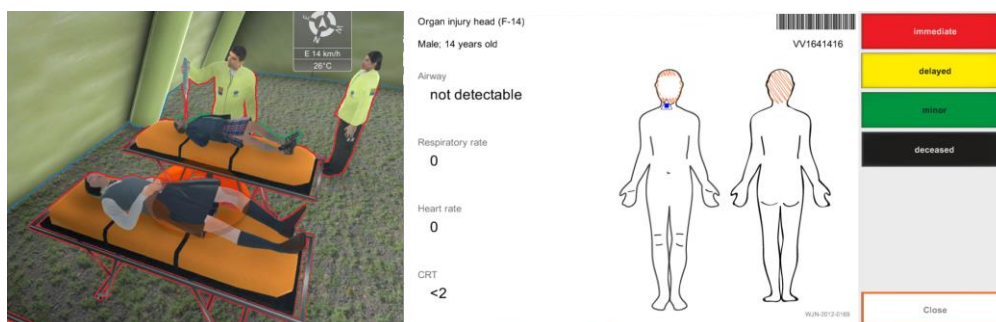 E 14 km/h
26°C
Organ injury head (F-14)
Male; 14 years old
VV1641416
Airway
not detectable
Respiratory rate
0
Heart rate
0
CRT
<2
immediate
delayed
minor
deceased
WJN-2012-0169
Close